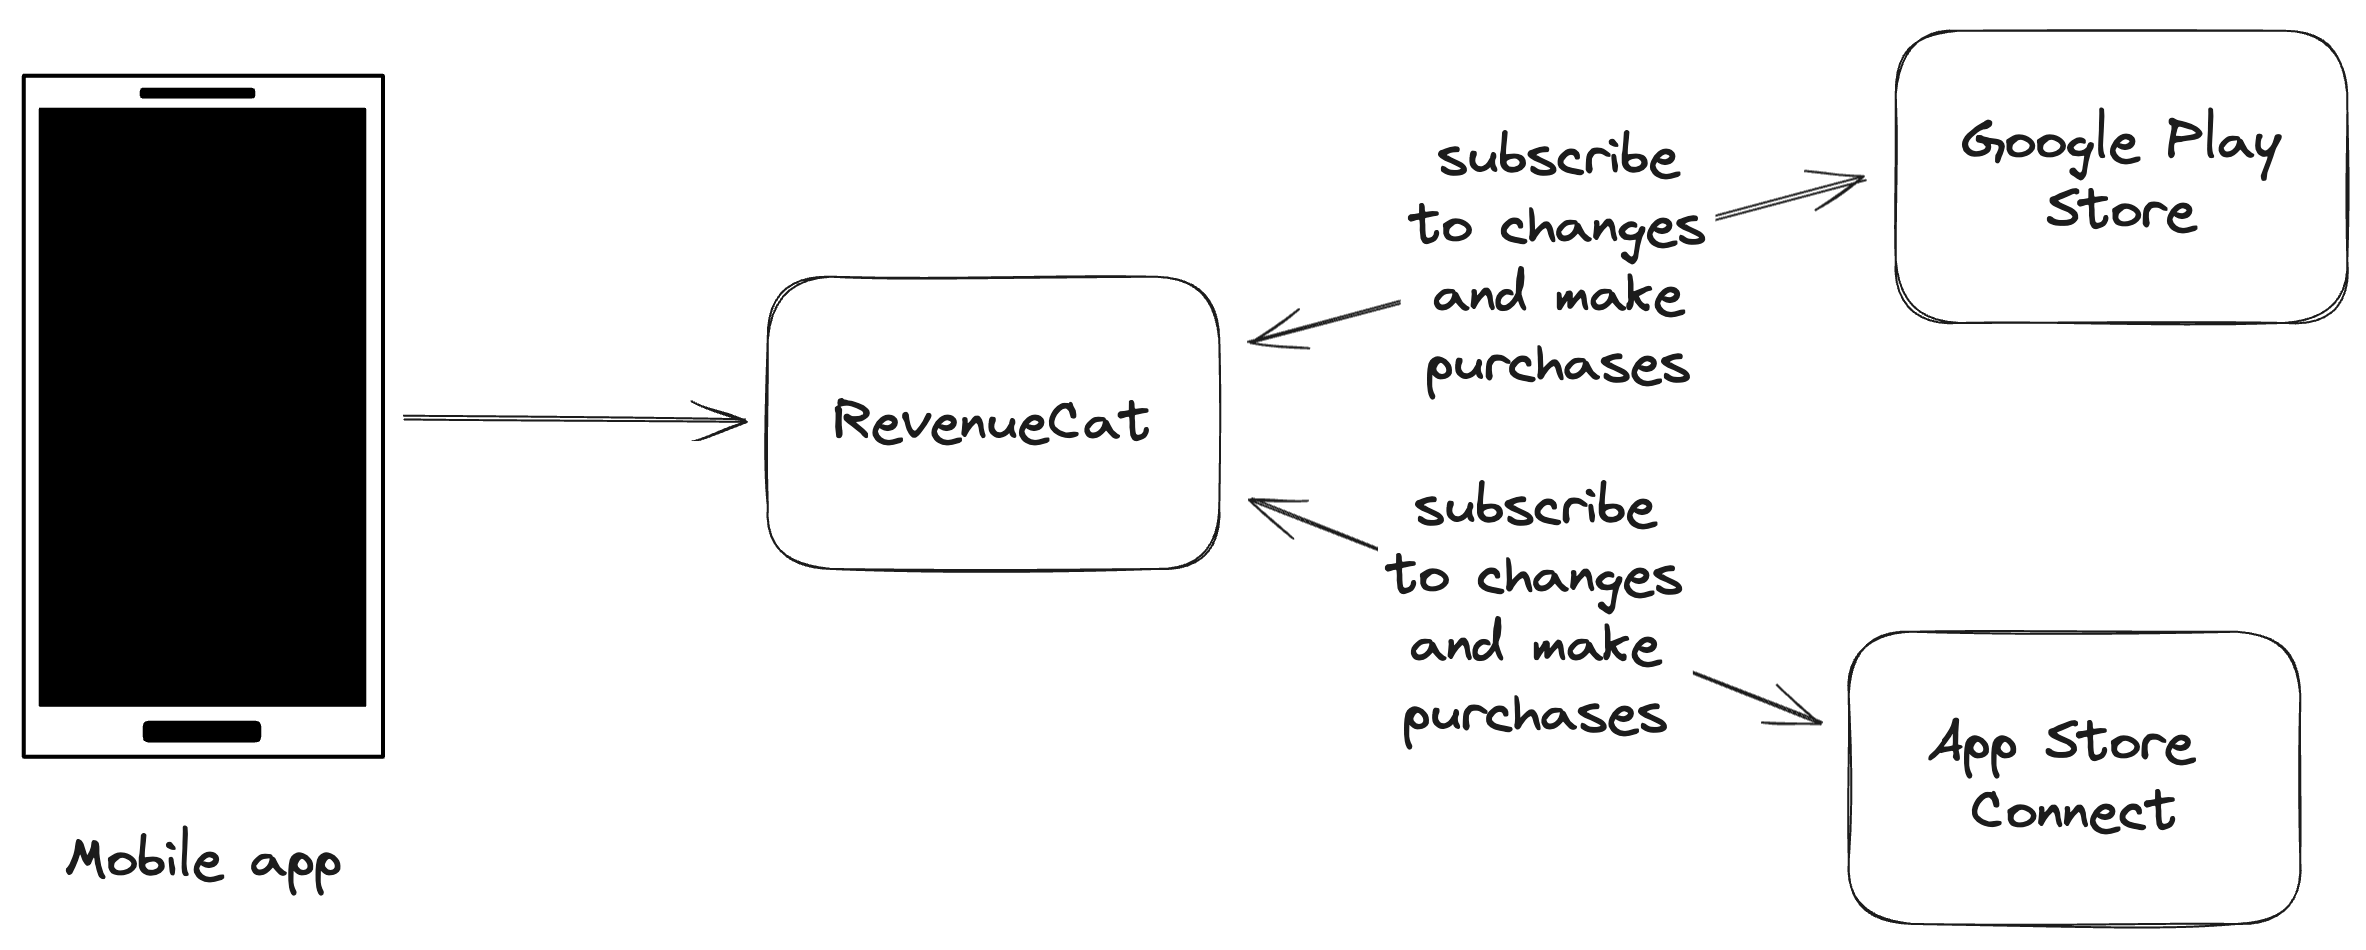 Mobile app
RevenueCat
subscribe
to changes
and make
purchases
Google Play
Store
subscribe
to changes
and make
purchases
App Store
Connect